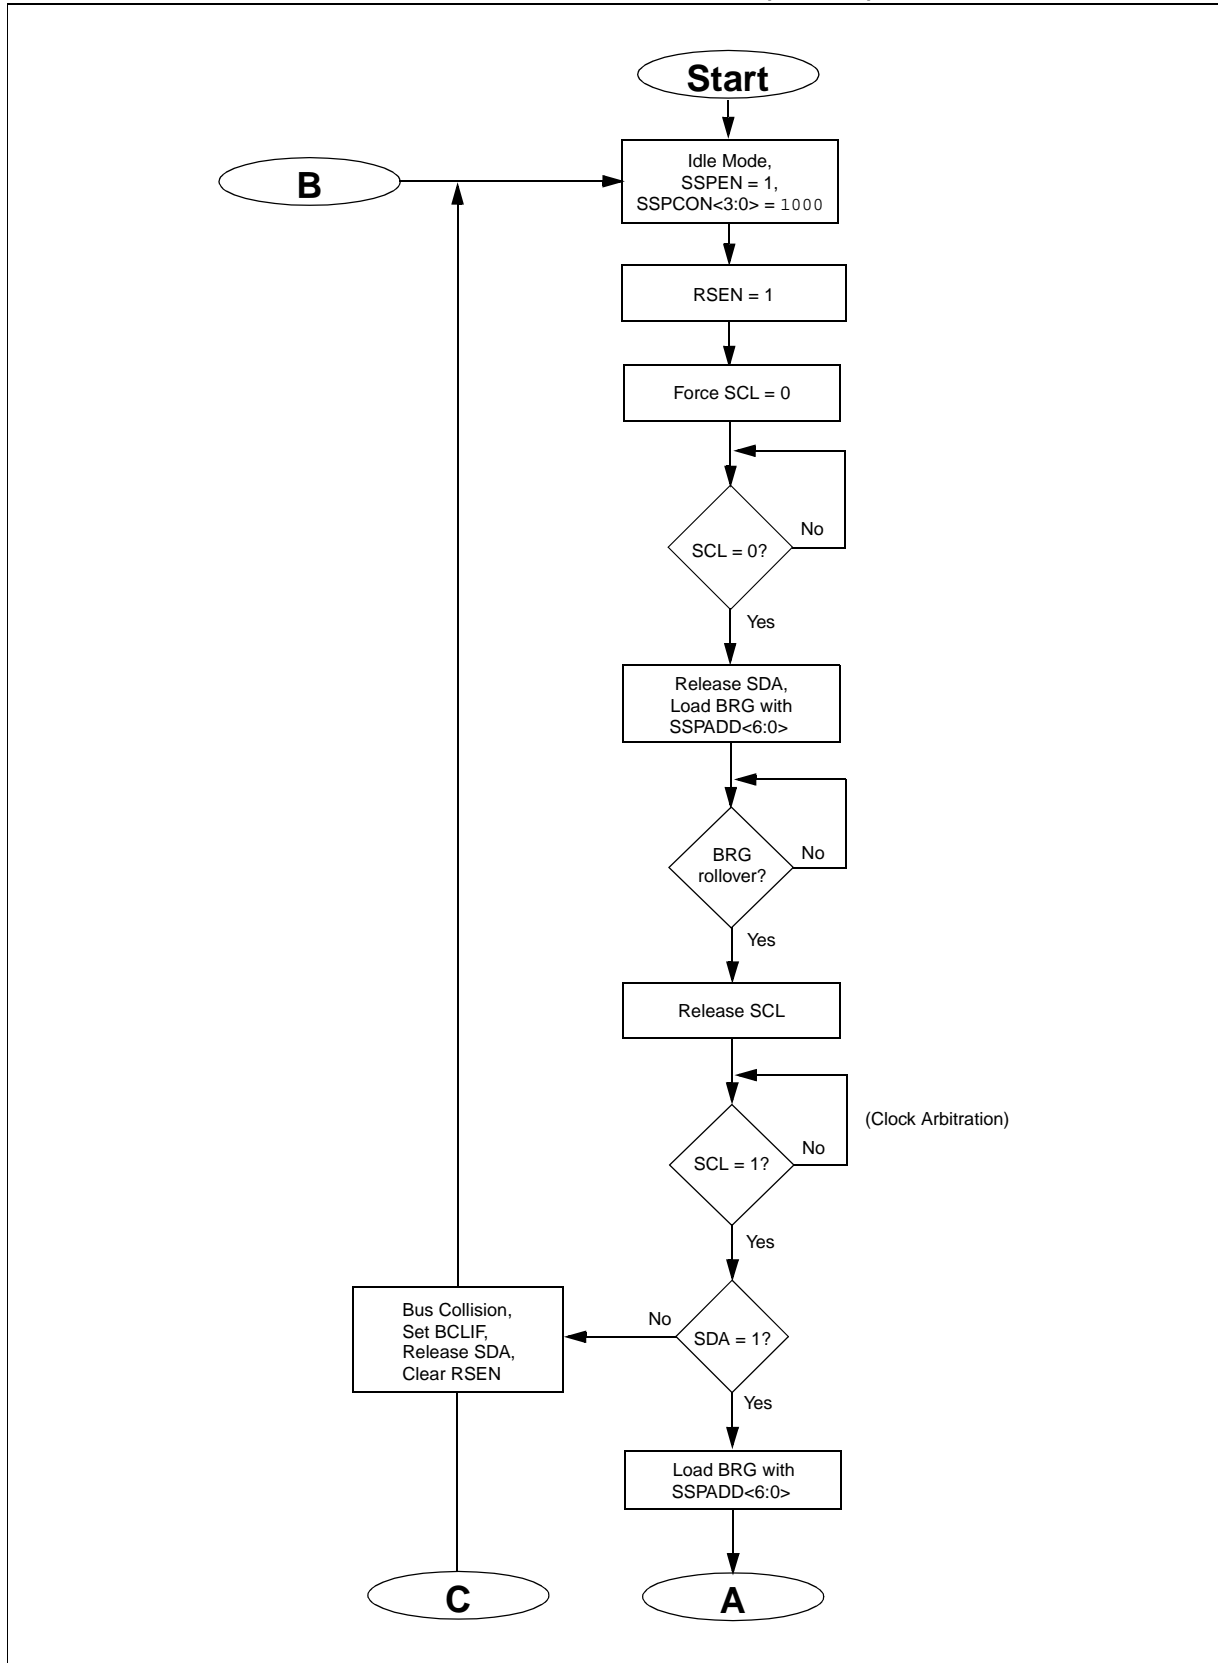 Start
Idle Mode,
SSPEN = 1,
SSPCON<3:0> = 1000
B
RSEN = 1
Force SCL = 0
SCL = 0?
No
Yes
Release SDA,
Load BRG with
SSPADD<6:0>
BRG
rollover?
No
Yes
Release SCL
(Clock Arbitration)
SCL = 1?
No
Yes
Bus Collision,
Set BCLIF,
Release SDA,
Clear RSEN
No
SDA = 1?
Yes
Load BRG with
SSPADD<6:0>
C
A